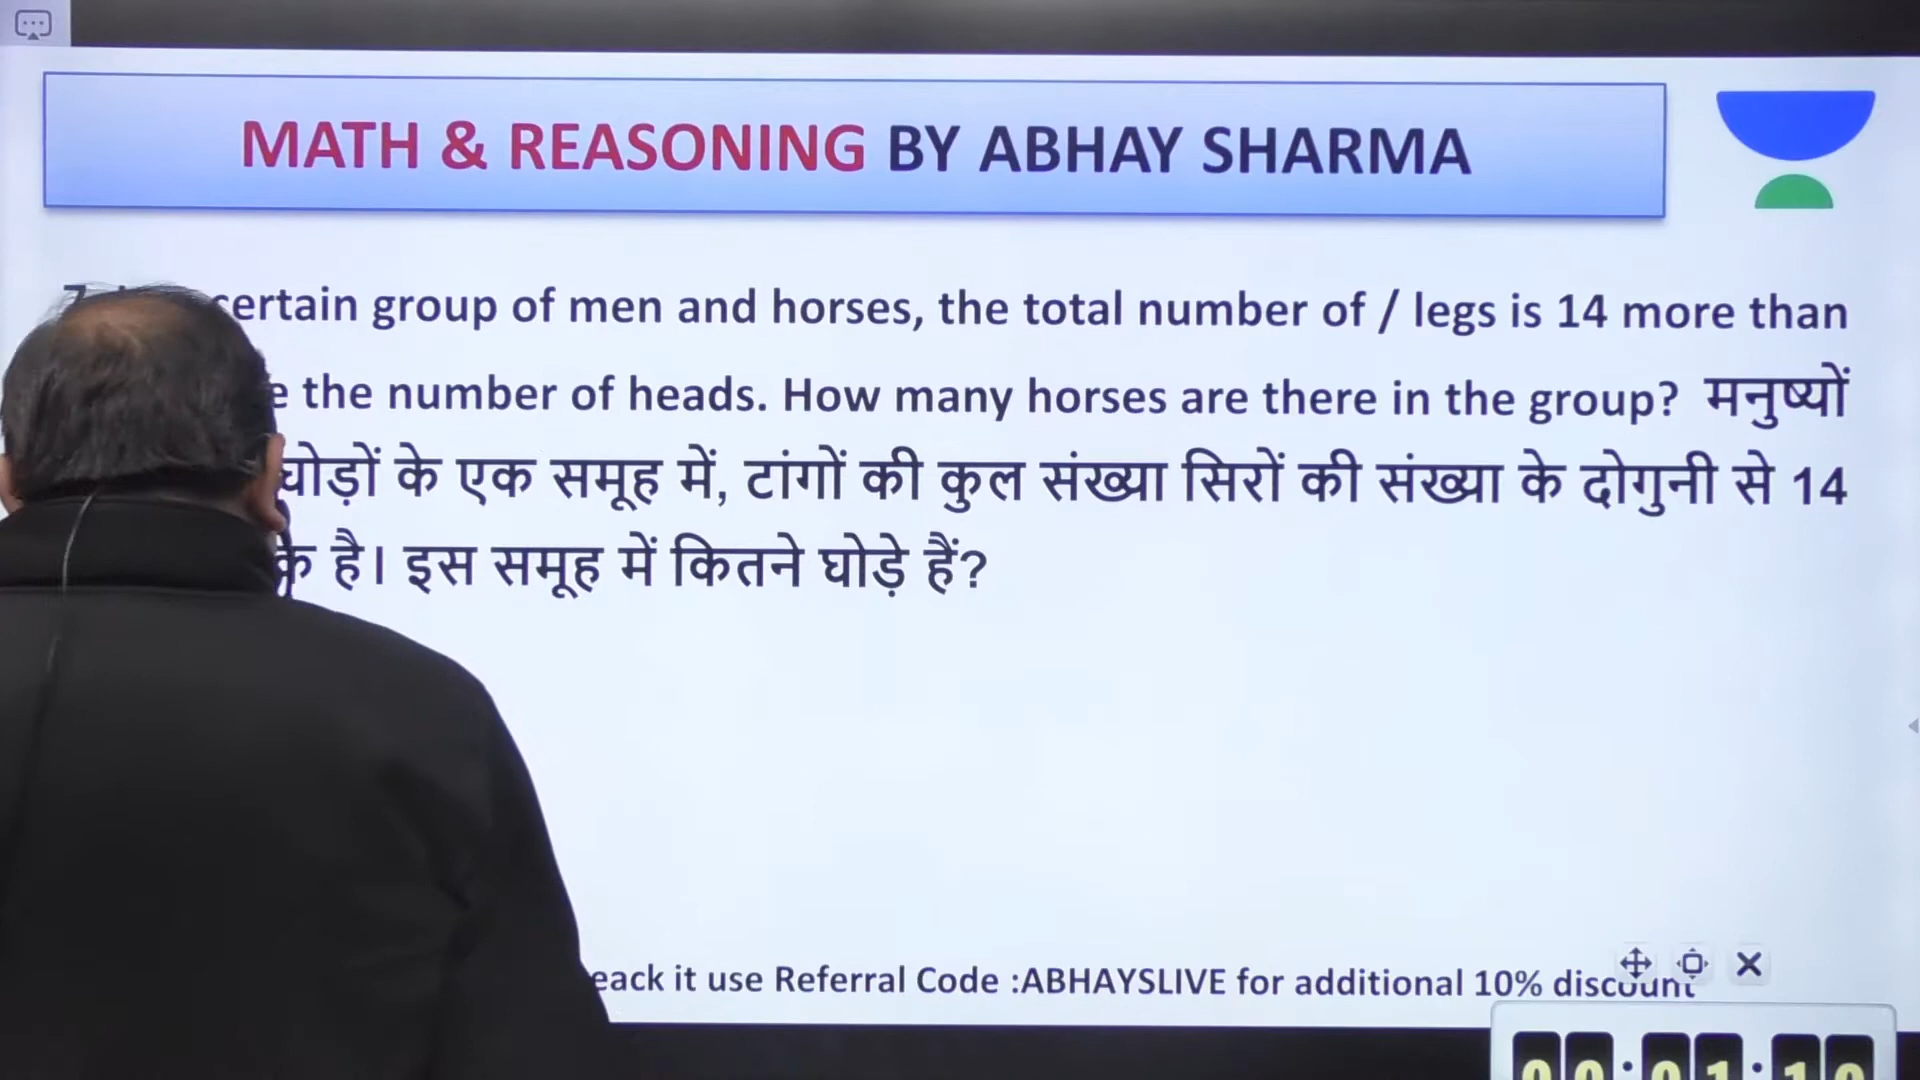 MATH & REASONING BY ABHAY SHARMA
certain group of men and horses, the total number of / legs is 14 more than
the number of heads. How many horses are there in the group? मनुष्यों
घोड़ों के एक समूह में, टांगों की कुल संख्या सिरों की संख्या के दोगुनी से 14
है। इस समूह में कितने घोड़े हैं?
it use Referral Code :ABHAYSLIVE for additional 10% discount